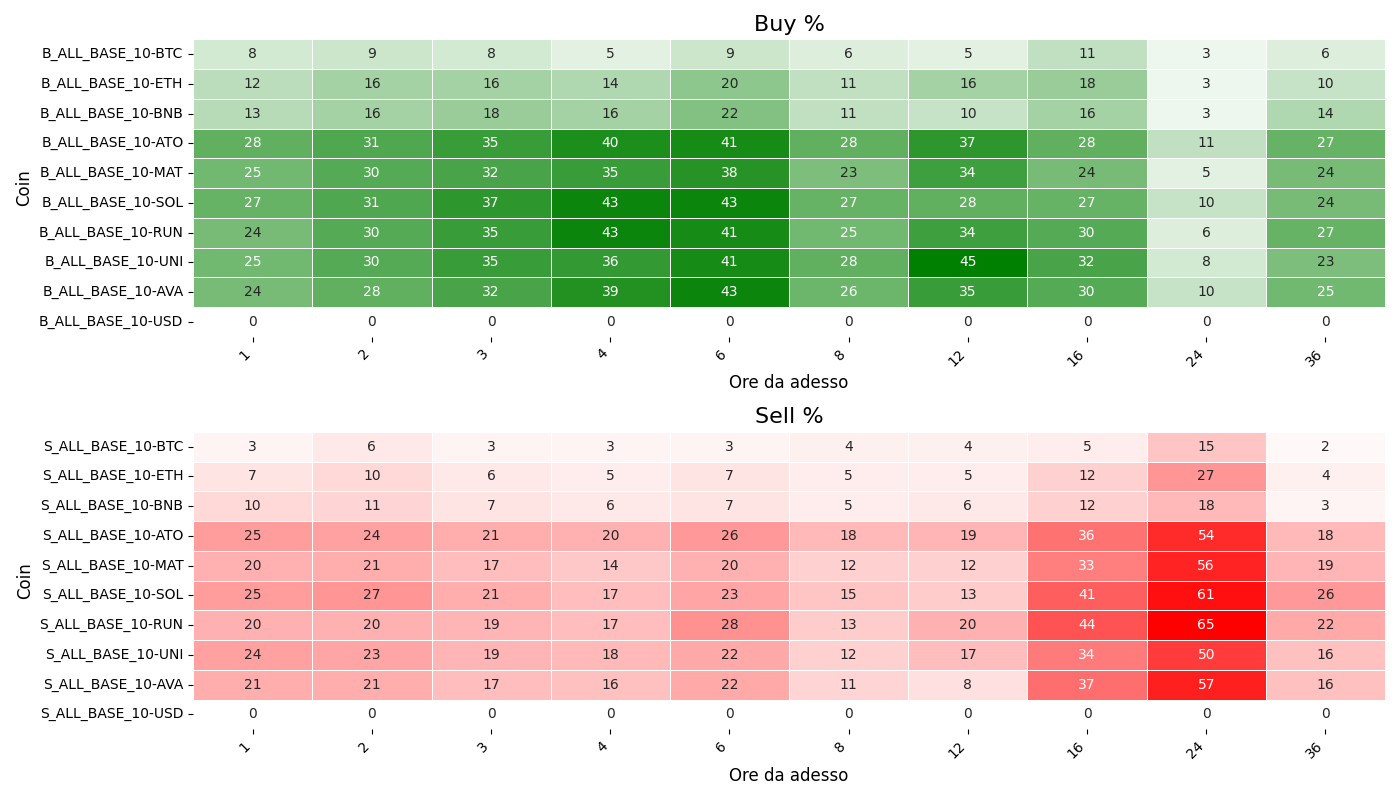 Buy %
Coin
B_ALL_BASE_10-BTC 8 9 8 5 9 6 5 11 3 6
B_ALL_BASE_10-ETH 12 16 16 14 20 11 16 18 3 10
B_ALL_BASE_10-BNB 13 16 18 16 22 11 10 16 3 14
B_ALL_BASE_10-ATO 28 31 35 40 41 28 37 28 11 27
B_ALL_BASE_10-MAT 25 30 32 35 38 23 34 24 5 24
B_ALL_BASE_10-SOL 27 31 37 43 43 27 28 27 10 24
B_ALL_BASE_10-RUN 24 30 35 43 41 25 34 30 6 27
B_ALL_BASE_10-UNI 25 30 35 36 41 28 45 32 8 23
B_ALL_BASE_10-AVA 24 28 32 39 43 26 35 30 10 25
B_ALL_BASE_10-USD 0 0 0 0 0 0 0 0 0 0
1 2 3 4 6 8 12 16 24 36
Ore da adesso
Sell %
Coin
S_ALL_BASE_10-BTC 3 6 3 3 3 4 4 5 15 2
S_ALL_BASE_10-ETH 7 10 6 5 7 5 5 12 27 4
S_ALL_BASE_10-BNB 10 11 7 6 7 5 6 12 18 3
S_ALL_BASE_10-ATO 25 24 21 20 26 18 19 36 54 18
S_ALL_BASE_10-MAT 20 21 17 14 20 12 12 33 56 19
S_ALL_BASE_10-SOL 25 27 21 17 23 15 13 41 61 26
S_ALL_BASE_10-RUN 20 20 19 17 28 13 20 44 65 22
S_ALL_BASE_10-UNI 24 23 19 18 22 12 17 34 50 16
S_ALL_BASE_10-AVA 21 21 17 16 22 11 8 37 57 16
S_ALL_BASE_10-USD 0 0 0 0 0 0 0 0 0 0
1 2 3 4 6 8 12 16 24 36
Ore da adesso